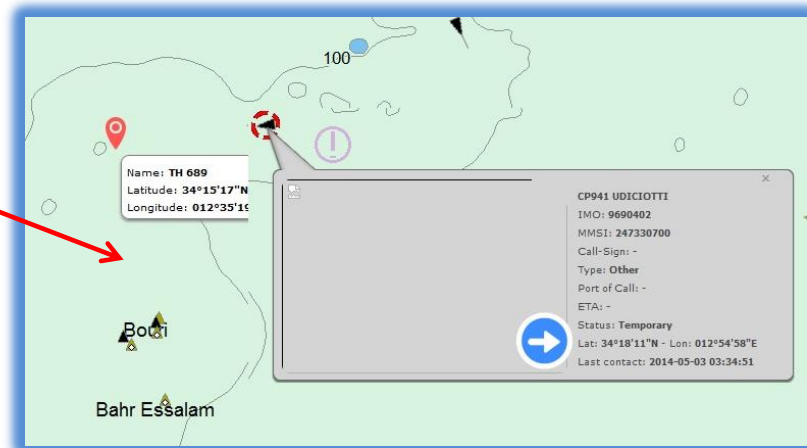 100
Name: TH 689
Latitude: 34°15'17"N
Longitude: 012°35'19
CP941 UDICIOTTI
IMO: 9690402
MMSI: 247330700
Call-Sign: -
Type: Other
Port of Call: -
ETA: -
Status: Temporary
Lat: 34°18'11"N - Lon: 012°54'58"E
Last contact: 2014-05-03 03:34:51
Bouri
Bahr Essalam